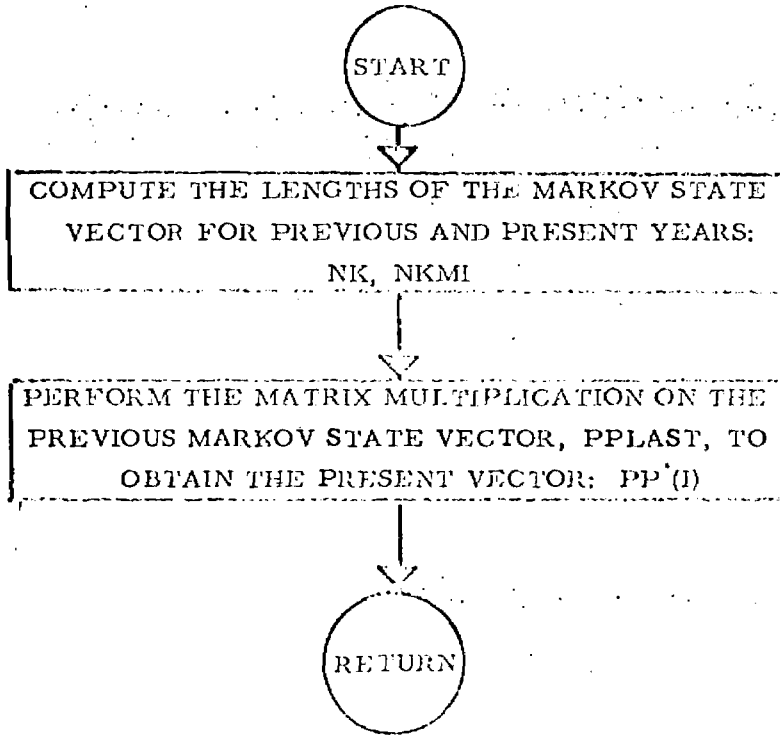 START
COMPUTE THE LENGTHS OF THE MARKOV STATE
VECTOR FOR PREVIOUS AND PRESENT YEARS:
NK, NKMI
PERFORM THE MATRIX MULTIPLICATION ON THE
PREVIOUS MARKOV STATE VECTOR, PPLAST, TO
OBTAIN THE PRESENT VECTOR: PP (I)
RETURN